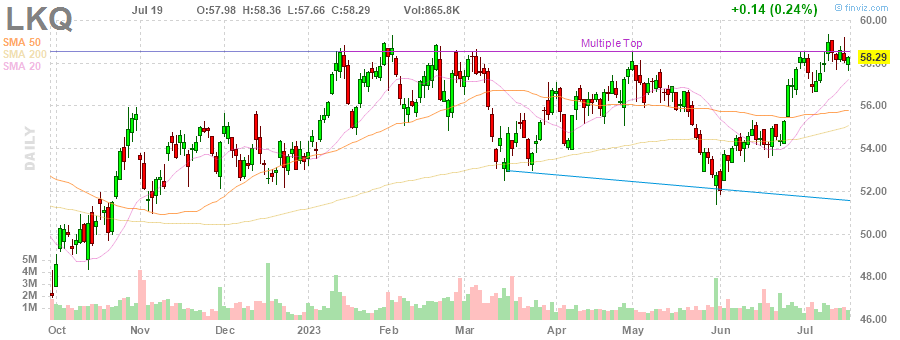 LKQ Jul 19 O:57.98 H:58.36 L:57.66 C:58.29 Vol:865.8K +0.14 (0.24%)
© finviz.com
SMA 50
SMA 200
SMA 20
DAILY
Multiple Top
60.00
58.29
58.00
56.00
54.00
52.00
50.00
48.00
46.00
5M
4M
3M
2M
1M
Oct Nov Dec 2023 Feb Mar Apr May Jun Jul